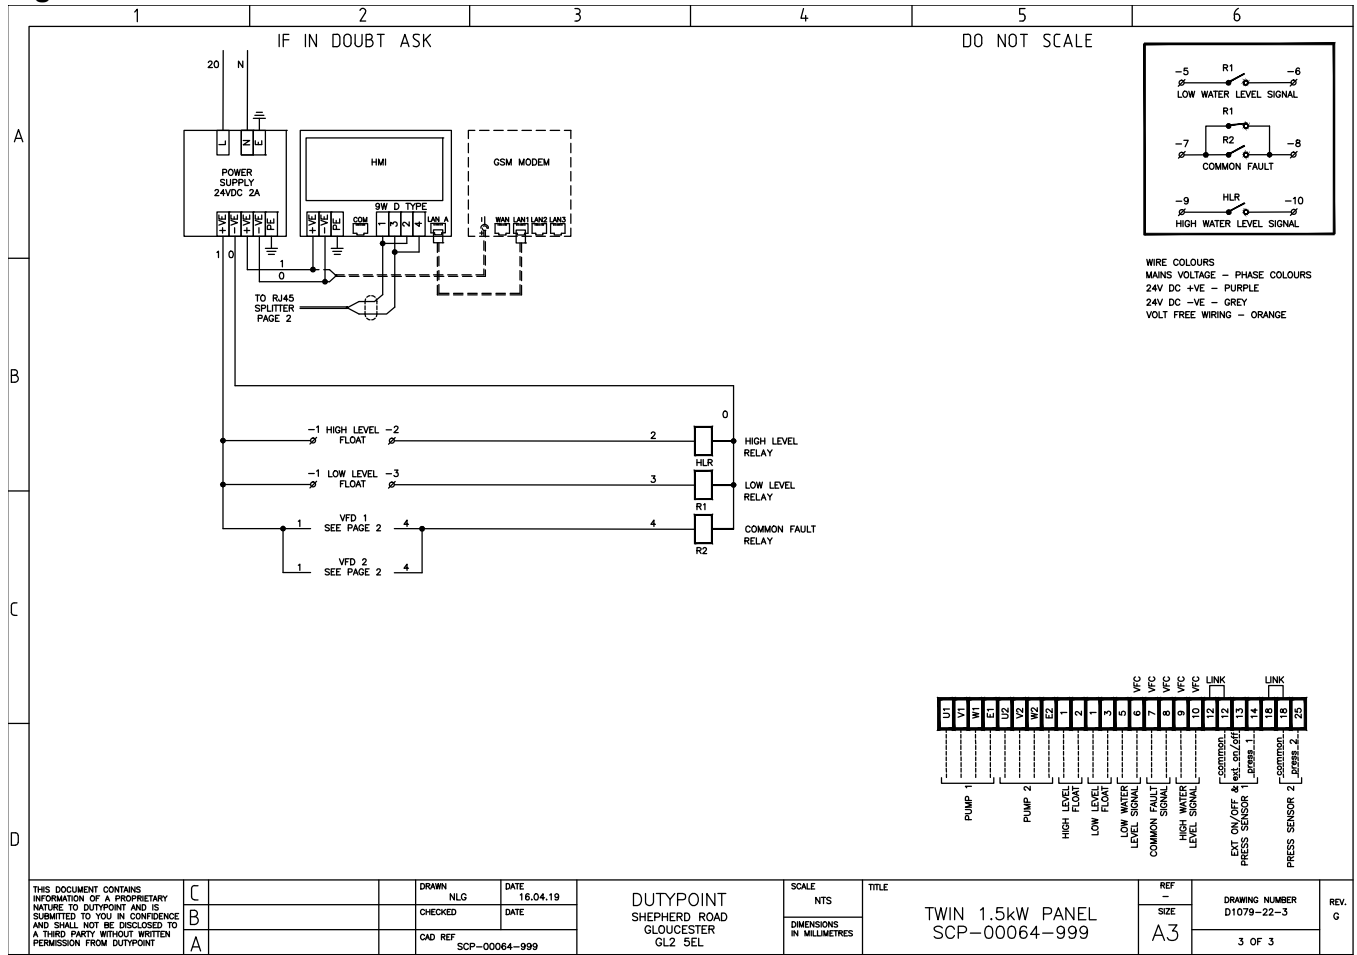 1 2 3 4 5 6
IF IN DOUBT ASK
DO NOT SCALE
A
B
C
D
20 N
L N E
POWER
SUPPLY
24VDC 2A
+VE -VE +VE -VE PE
1 0
1
0
HMI
9W D TYPE
+VE -VE PE
COM
1 3 2 4
LAN A
GSM MODEM
WAN LAN1 LAN2 LAN3
TO RJ45
SPLITTER
PAGE 2
R1
-5 -6
LOW WATER LEVEL SIGNAL
R1
R2
-7 -8
COMMON FAULT
HLR
-9 -10
HIGH WATER LEVEL SIGNAL
WIRE COLOURS
MAINS VOLTAGE - PHASE COLOURS
24V DC +VE - PURPLE
24V DC -VE - GREY
VOLT FREE WIRING - ORANGE
0
-1 HIGH LEVEL -2
FLOAT
2
HLR
HIGH LEVEL
RELAY
-1 LOW LEVEL -3
FLOAT
3
R1
LOW LEVEL
RELAY
1 VFD 1 4
SEE PAGE 2
4
R2
COMMON FAULT
RELAY
1 VFD 2 4
SEE PAGE 2
VFC VFC VFC VFC VFC
LINK LINK
U1 V1 W1 E1 U2 V2 W2 E2 1 2 1 3 5 6 7 8 9 10 12 12 13 14 18 18 25
common
ext on/off
press 1
common
press 2
PUMP 1
PUMP 2
HIGH LEVEL
FLOAT
LOW LEVEL
FLOAT
LOW WATER
LEVEL SIGNAL
COMMON FAULT
SIGNAL
HIGH WATER
LEVEL SIGNAL
EXT ON/OFF &
PRESS SENSOR 1
PRESS SENSOR 2
THIS DOCUMENT CONTAINS
INFORMATION OF A PROPRIETARY
NATURE TO DUTYPOINT AND IS
SUBMITTED TO YOU IN CONFIDENCE
AND SHALL NOT BE DISCLOSED TO
A THIRD PARTY WITHOUT WRITTEN
PERMISSION FROM DUTYPOINT
C
B
A
DRAWN
NLG
DATE
16.04.19
CHECKED
DATE
CAD REF
SCP-00064-999
DUTYPOINT
SHEPHERD ROAD
GLOUCESTER
GL2 5EL
SCALE
NTS
DIMENSIONS
IN MILLIMETRES
TITLE
TWIN 1.5kW PANEL
SCP-00064-999
REF
-
SIZE
A3
DRAWING NUMBER
D1079-22-3
3 OF 3
REV.
G